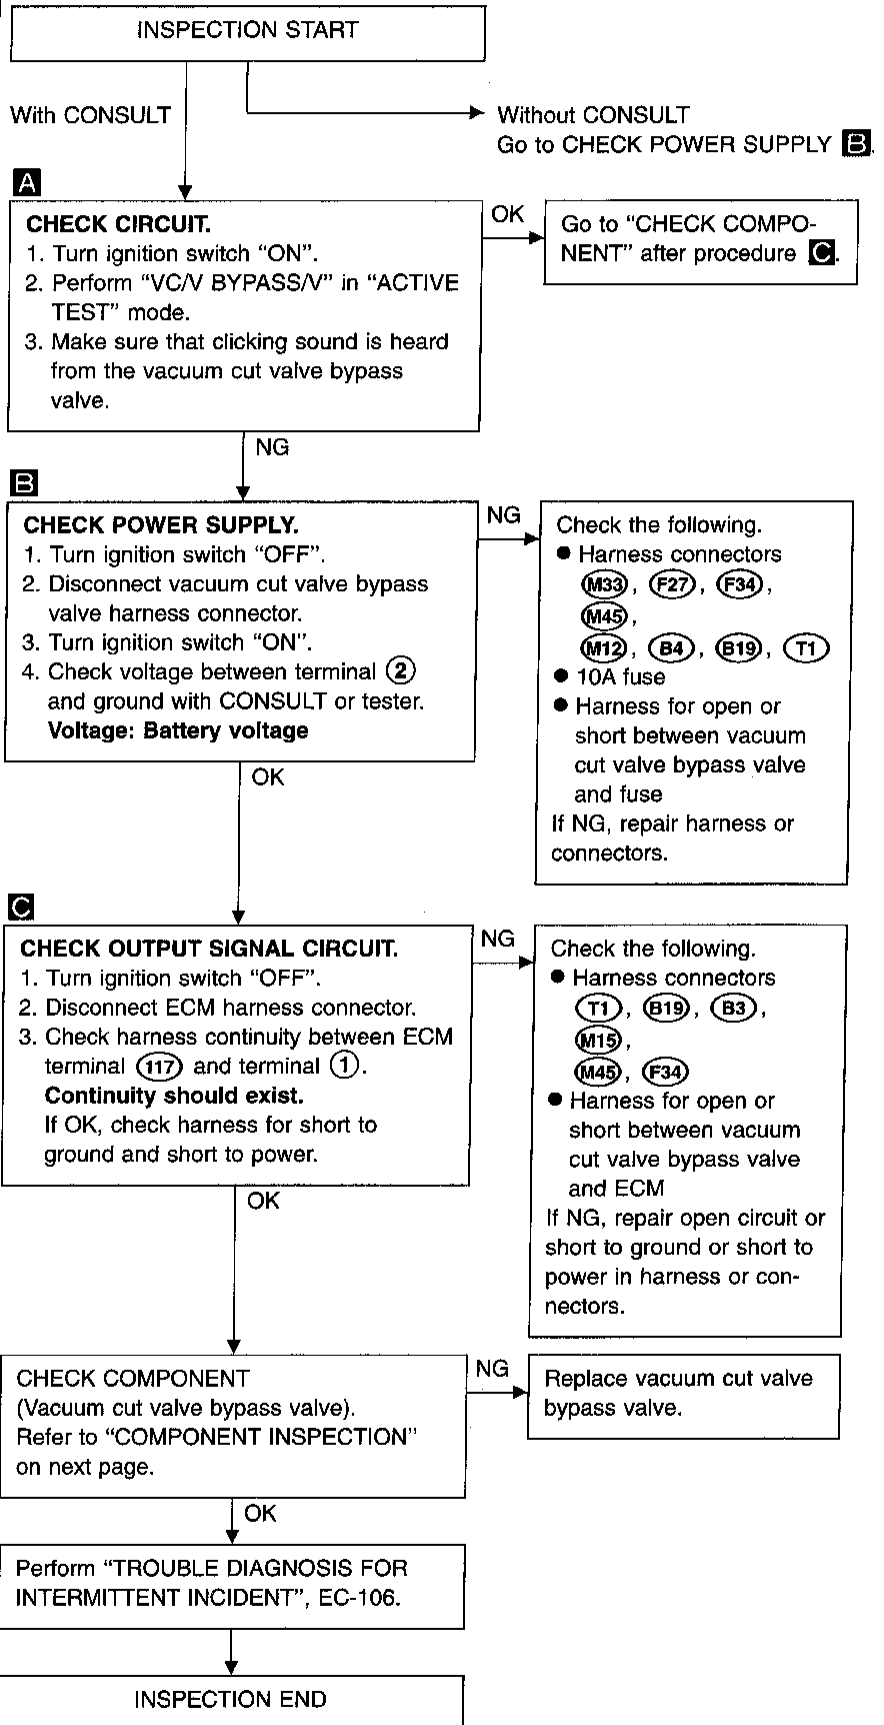 INSPECTION START
With CONSULT
Without CONSULT
Go to CHECK POWER SUPPLY B.
A
CHECK CIRCUIT.
1. Turn ignition switch “ON”.
2. Perform “VC/V BYPASS/V” in “ACTIVE
TEST” mode.
3. Make sure that clicking sound is heard
from the vacuum cut valve bypass
valve.
OK
Go to “CHECK COMPO-
NENT” after procedure C.
NG
B
CHECK POWER SUPPLY.
1. Turn ignition switch “OFF”.
2. Disconnect vacuum cut valve bypass
valve harness connector.
3. Turn ignition switch “ON”.
4. Check voltage between terminal 2
and ground with CONSULT or tester.
Voltage: Battery voltage
NG
Check the following.
● Harness connectors
M33, F27, F34,
M45,
M12, B4, B19, T1
● 10A fuse
● Harness for open or
short between vacuum
cut valve bypass valve
and fuse
If NG, repair harness or
connectors.
OK
C
CHECK OUTPUT SIGNAL CIRCUIT.
1. Turn ignition switch “OFF”.
2. Disconnect ECM harness connector.
3. Check harness continuity between ECM
terminal 117 and terminal 1.
Continuity should exist.
If OK, check harness for short to
ground and short to power.
NG
Check the following.
● Harness connectors
T1, B19, B3,
M15,
M45, F34
● Harness for open or
short between vacuum
cut valve bypass valve
and ECM
If NG, repair open circuit or
short to ground or short to
power in harness or con-
nectors.
OK
CHECK COMPONENT
(Vacuum cut valve bypass valve).
Refer to “COMPONENT INSPECTION”
on next page.
NG
Replace vacuum cut valve
bypass valve.
OK
Perform “TROUBLE DIAGNOSIS FOR
INTERMITTENT INCIDENT”, EC-106.
INSPECTION END